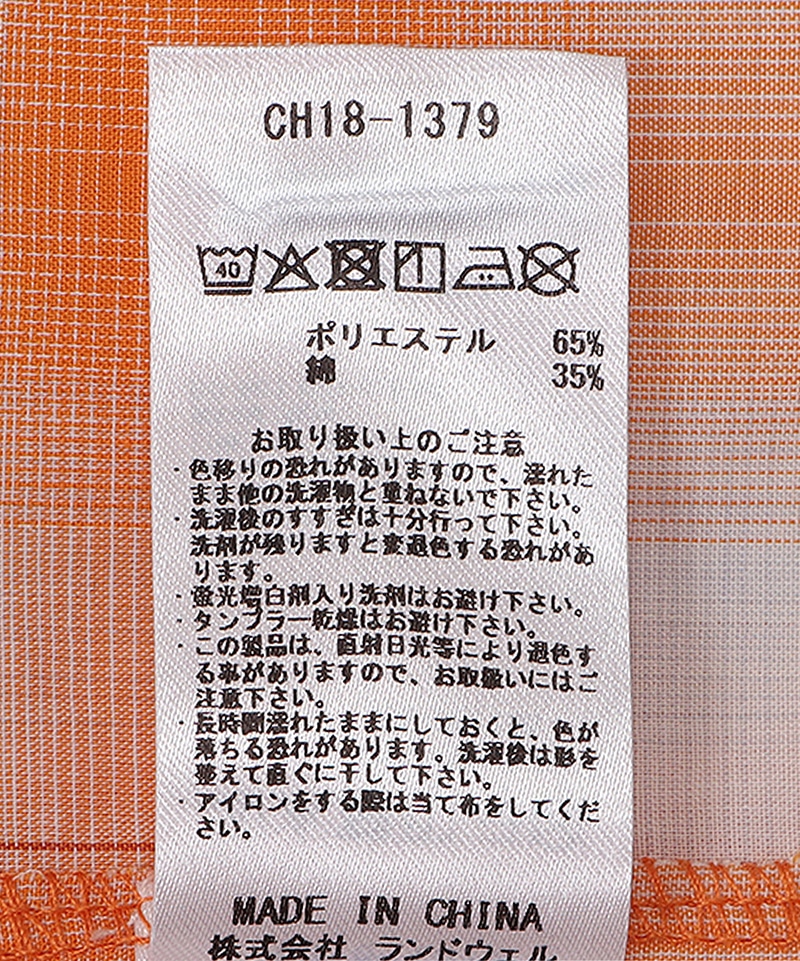 CH18-1379
40
ポリエステル 65%
綿 35%
お取り扱い上のご注意
・色移りの恐れがありますので、濡れた
まま他の洗濯物と重ねないで下さい。
・洗濯後のすすぎは十分行って下さい。
洗剤が残りますと変退色する恐れがあ
ります。
・蛍光増白剤入り洗剤はお避け下さい。
・タンブラー乾燥はお避け下さい。
・この製品は、直射日光等により退色す
る事がありますので、お取扱いにはご
注意下さい。
・長時間濡れたままにしておくと、色が
落ちる恐れがあります。洗濯後は形を
整えて直ぐに干して下さい。
・アイロンをする際は当て布をしてくだ
さい。
MADE IN CHINA
株式会社 ランドウェル